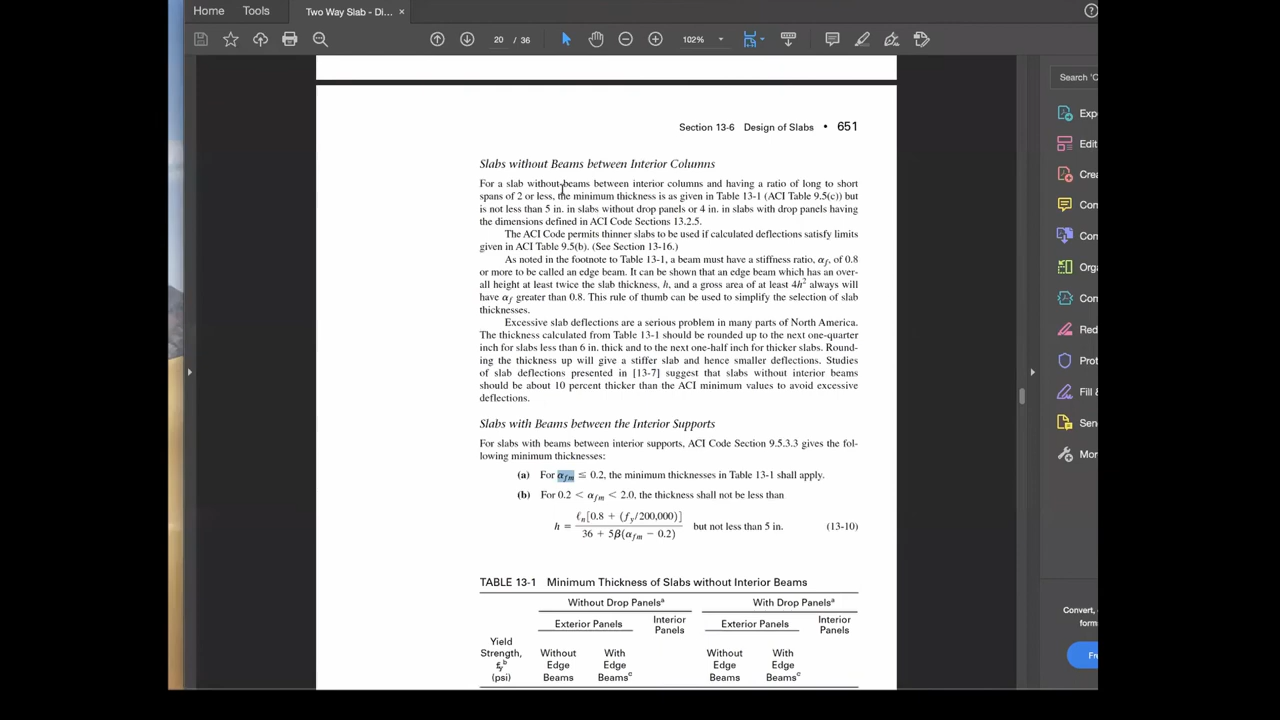 Home Tools Two Way Slab - Di... ×
20 / 36 102%
Section 13-6 Design of Slabs • 651
Slabs without Beams between Interior Columns
For a slab without beams between interior columns and having a ratio of long to short
spans of 2 or less, the minimum thickness is as given in Table 13-1 (ACI Table 9.5(c)) but
is not less than 5 in. in slabs without drop panels or 4 in. in slabs with drop panels having
the dimensions defined in ACI Code Sections 13.2.5.
The ACI Code permits thinner slabs to be used if calculated deflections satisfy limits
given in ACI Table 9.5(b). (See Section 13-16.)
As noted in the footnote to Table 13-1, a beam must have a stiffness ratio, αf, of 0.8
or more to be called an edge beam. It can be shown that an edge beam which has an over-
all height at least twice the slab thickness, h, and a gross area of at least 4h² always will
have αf greater than 0.8. This rule of thumb can be used to simplify the selection of slab
thicknesses.
Excessive slab deflections are a serious problem in many parts of North America.
The thickness calculated from Table 13-1 should be rounded up to the next one-quarter
inch for slabs less than 6 in. thick and to the next one-half inch for thicker slabs. Round-
ing the thickness up will give a stiffer slab and hence smaller deflections. Studies
of slab deflections presented in [13-7] suggest that slabs without interior beams
should be about 10 percent thicker than the ACI minimum values to avoid excessive
deflections.
Slabs with Beams between the Interior Supports
For slabs with beams between interior supports, ACI Code Section 9.5.3.3 gives the fol-
lowing minimum thicknesses:
(a) For αfm ≤ 0.2, the minimum thicknesses in Table 13-1 shall apply.
(b) For 0.2 < αfm < 2.0, the thickness shall not be less than
h = ℓn[0.8 + (fy/200,000)] / 36 + 5β(αfm − 0.2) but not less than 5 in. (13-10)
TABLE 13-1 Minimum Thickness of Slabs without Interior Beams
Without Drop Panelsᵃ With Drop Panelsᵃ
Exterior Panels Interior Panels Exterior Panels Interior Panels
Yield Strength, fyᵇ (psi)
Without Edge Beams
With Edge Beamsᶜ
Without Edge Beams
With Edge Beamsᶜ
Search 'C
Exp
Edit
Crea
Com
Com
Orga
Com
Red
Prot
Fill &
Sen
Mor
Convert,
form
Fre